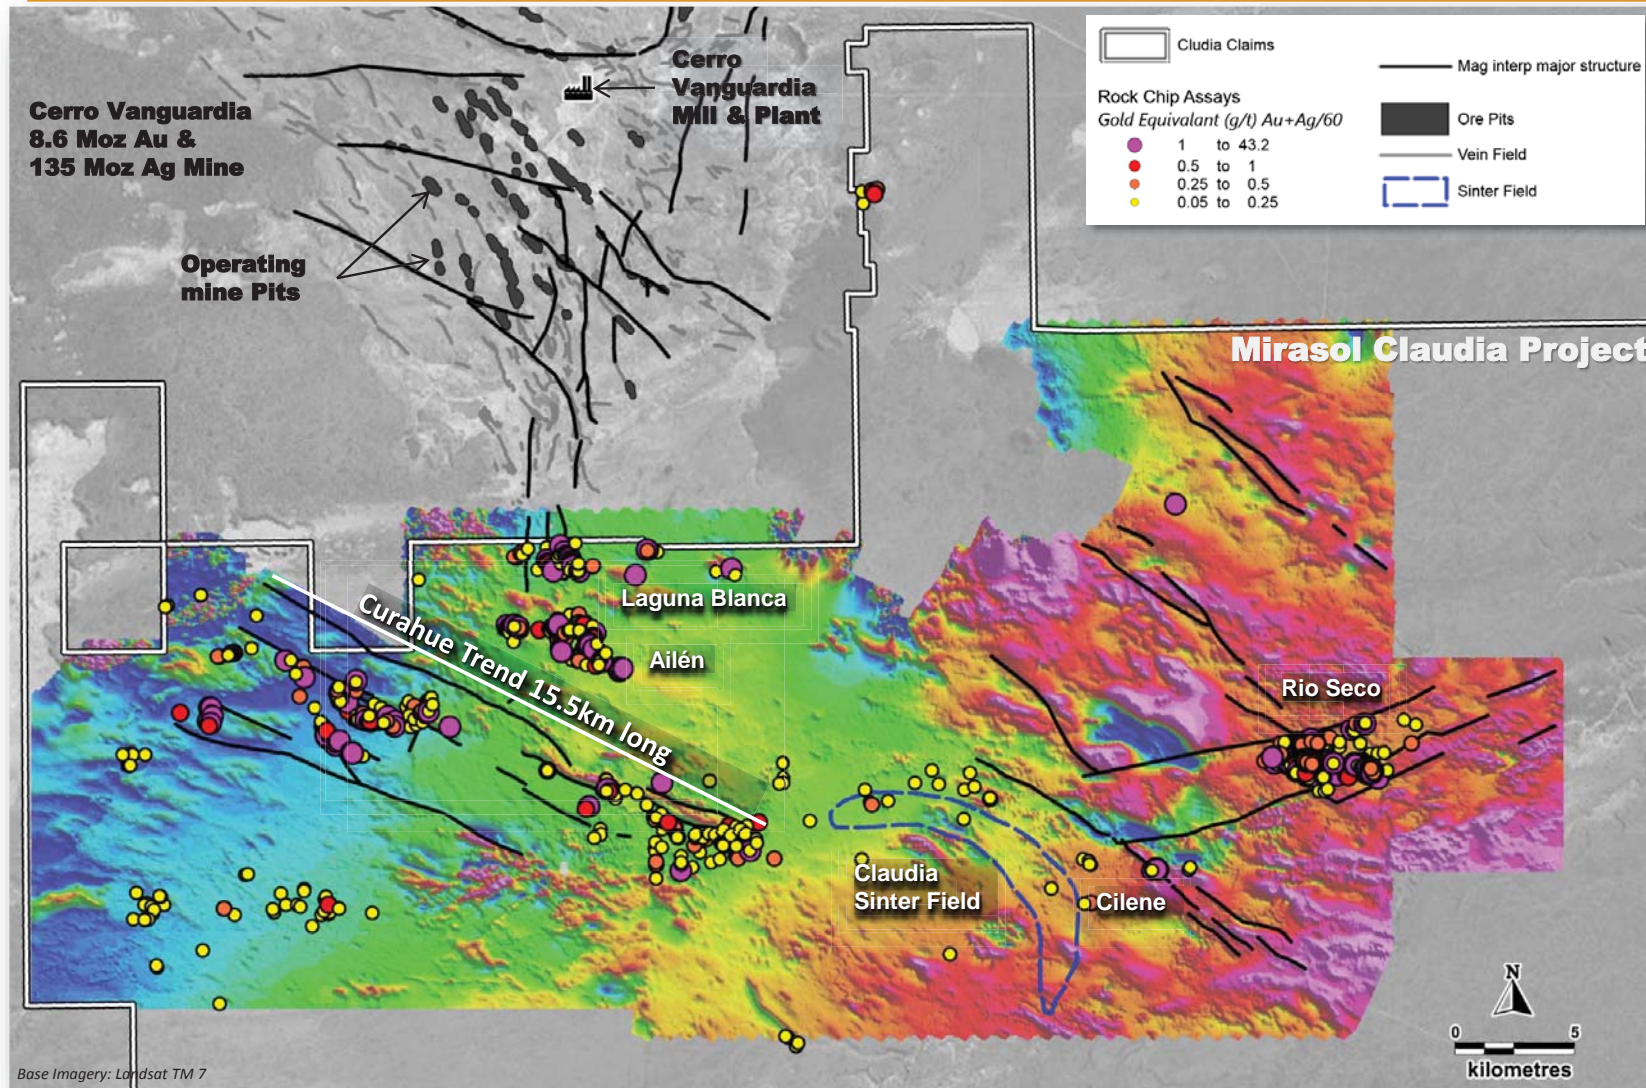 Cerro Vanguardia
8.6 Moz Au &
135 Moz Ag Mine
Cerro
Vanguardia
Mill & Plant
Operating
mine Pits
Cludia Claims
Rock Chip Assays
Gold Equivalant (g/t) Au+Ag/60
1 to 43.2
0.5 to 1
0.25 to 0.5
0.05 to 0.25
Mag interp major structure
Ore Pits
Vein Field
Sinter Field
Mirasol Claudia Project
Laguna Blanca
Ailén
Curahue Trend 15.5km long
Rio Seco
Claudia
Sinter Field
Cilene
N
0 5
kilometres
Base Imagery: Landsat TM 7